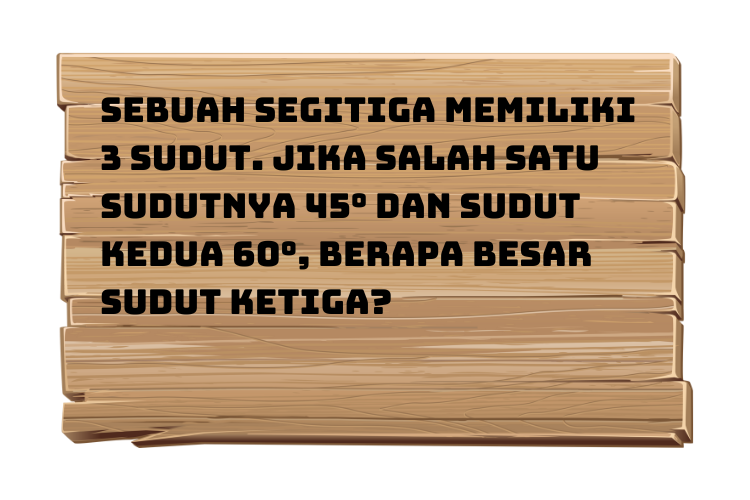 SEBUAH SEGITIGA MEMILIKI
3 SUDUT. JIKA SALAH SATU
SUDUTNYA 45° DAN SUDUT
KEDUA 60°, BERAPA BESAR
SUDUT KETIGA?